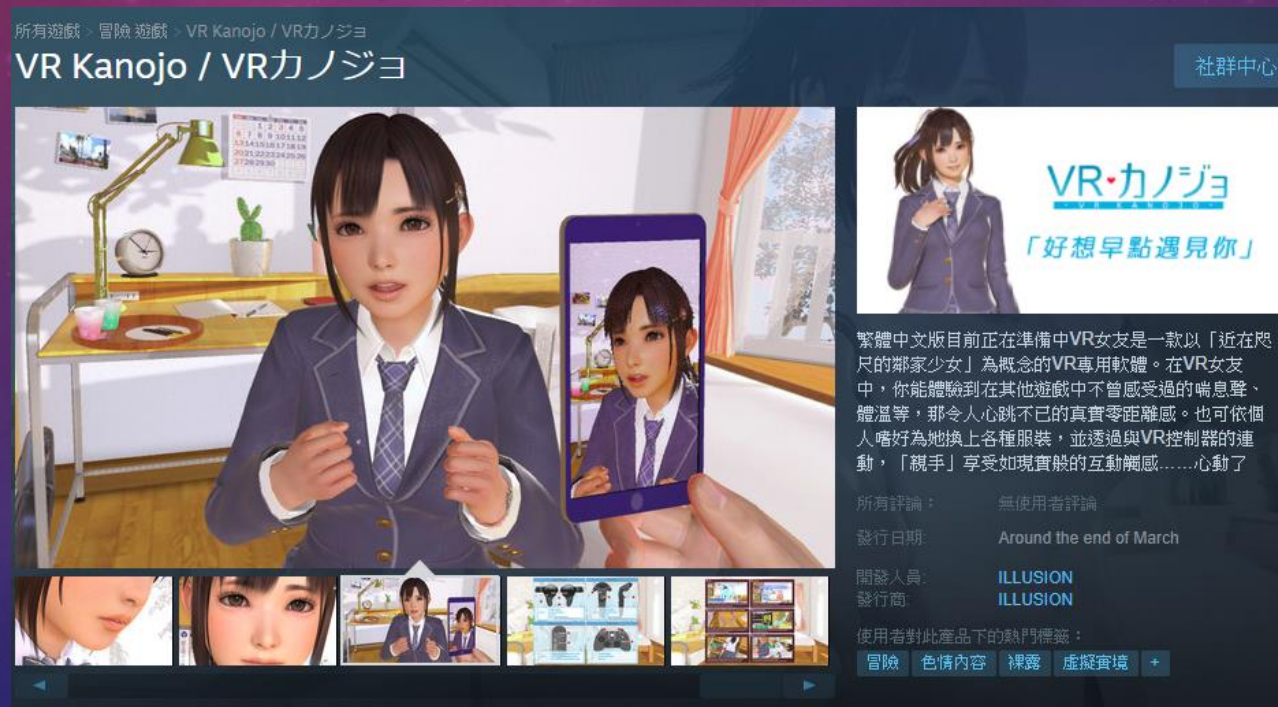 所有遊戲 > 冒險 遊戲 > VR Kanojo / VRカノジョ
VR Kanojo / VRカノジョ
社群中心
VR カノジョ
VR KANOJO
「好想早點遇見你」
繁體中文版目前正在準備中VR女友是一款以「近在咫
尺的鄰家少女」為概念的VR專用軟體。在VR女友
中，你能體驗到在其他遊戲中不曾感受過的喘息聲、
體溫等，那令人心跳不已的真實零距離感。也可依個
人嗜好為她換上各種服裝，並透過與VR控制器的連
動，「親手」享受如現實般的互動觸感……心動了
所有評論： 無使用者評論
發行日期: Around the end of March
開發人員: ILLUSION
發行商: ILLUSION
使用者對此產品下的熱門標籤：
冒險 色情內容 裸露 虛擬實境 +